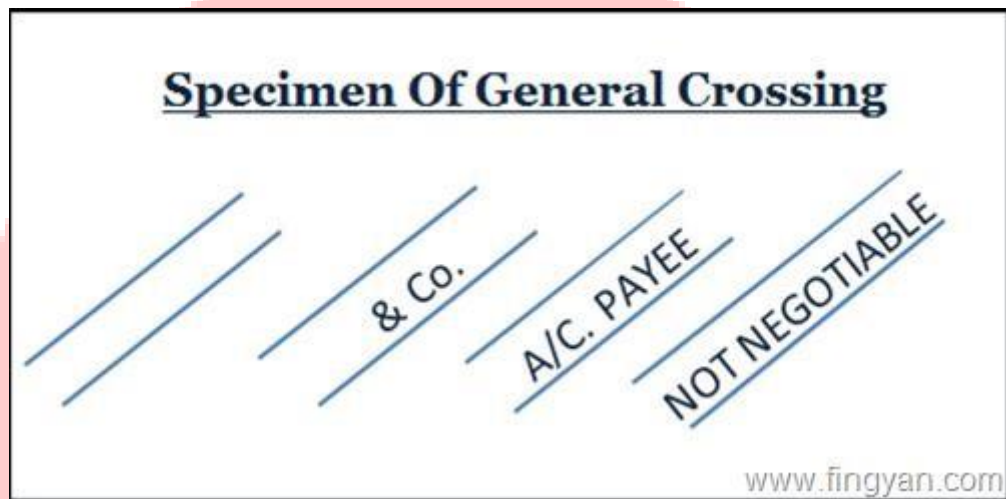 Specimen Of General Crossing
& Co.
A/C. PAYEE
NOT NEGOTIABLE
www.fingyan.com